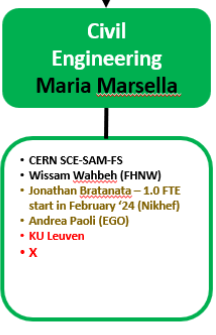 Civil
Engineering
Maria Marsella
• CERN SCE-SAM-FS
• Wissam Wahbeh (FHNW)
• Jonathan Bratanata – 1.0 FTE
start in February ‘24 (Nikhef)
• Andrea Paoli (EGO)
• KU Leuven
• X